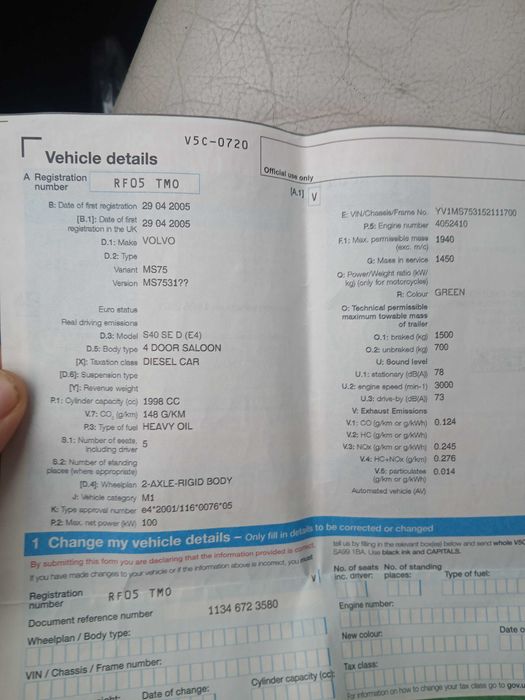 V5C-0720
Vehicle details
Official use only
A Registration number RF05 TMO
[A.1] V
B: Date of first registration 29 04 2005
[B.1]: Date of first registration in the UK 29 04 2005
D.1: Make VOLVO
D.2: Type
Variant MS75
Version MS7531??
Euro status
Real driving emissions
D.3: Model S40 SE D (E4)
D.5: Body type 4 DOOR SALOON
[X]: Taxation class DIESEL CAR
[D.6]: Suspension type
[Y]: Revenue weight
P.1: Cylinder capacity (cc) 1998 CC
V.7: CO2 (g/km) 148 G/KM
P.3: Type of fuel HEAVY OIL
S.1: Number of seats, including driver 5
S.2: Number of standing places (where appropriate)
[D.4]: Wheelplan 2-AXLE-RIGID BODY
J: Vehicle category M1
K: Type approval number e4*2001/116*0076*05
P.2: Max. net power (kW) 100
E: VIN/Chassis/Frame No. YV1MS753152111700
P.5: Engine number 4052410
F.1: Max. permissible mass (exc. m/c) 1940
G: Mass in service 1450
Q: Power/Weight ratio (kW/kg) (only for motorcycles)
R: Colour GREEN
O: Technical permissible maximum towable mass of trailer
O.1: braked (kg) 1500
O.2: unbraked (kg) 700
U: Sound level
U.1: stationary (dB(A)) 78
U.2: engine speed (min-1) 3000
U.3: drive-by (dB(A)) 73
V: Exhaust Emissions
V.1: CO (g/km or g/kWh) 0.124
V.2: HC (g/km or g/kWh)
V.3: NOx (g/km or g/kWh) 0.245
V.4: HC+NOx (g/km) 0.276
V.5: particulates (g/km or g/kWh) 0.014
Automated vehicle (AV)
1 Change my vehicle details – Only fill in details to be corrected or changed
By submitting this form you are declaring that the information provided is correct.
If you have made changes to your vehicle or if the information above is incorrect, you must
tell us by filling in the relevant box(es) below and send whole V5C
SA99 1BA. Use black ink and CAPITALS.
Registration number RF05 TMO
V
No. of seats inc. driver:
No. of standing places:
Type of fuel:
Document reference number 1134 672 3580
Engine number:
Wheelplan / Body type:
New colour:
Date o
VIN / Chassis / Frame number:
Tax class:
Date of change:
Cylinder capacity (cc):
For information on how to change your tax class go to gov.u